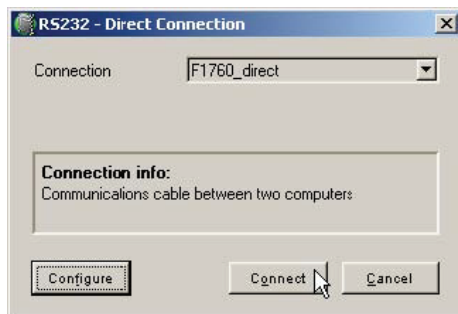 RS232 - Direct Connection
Connection
F1760_direct
Connection info:
Communications cable between two computers
Configure
Connect
Cancel